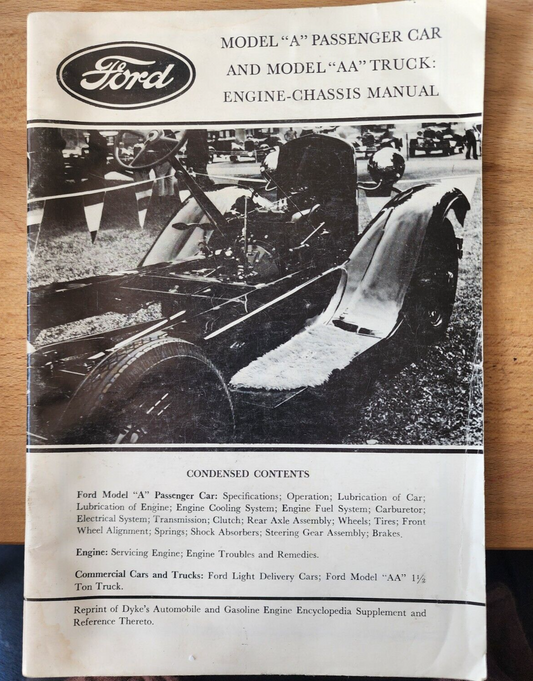 Ford
MODEL "A" PASSENGER CAR
AND MODEL "AA" TRUCK:
ENGINE-CHASSIS MANUAL
CONDENSED CONTENTS
Ford Model "A" Passenger Car: Specifications; Operation; Lubrication of Car;
Lubrication of Engine; Engine Cooling System; Engine Fuel System; Carburetor;
Electrical System; Transmission; Clutch; Rear Axle Assembly; Wheels; Tires; Front
Wheel Alignment; Springs; Shock Absorbers; Steering Gear Assembly; Brakes.
Engine: Servicing Engine; Engine Troubles and Remedies.
Commercial Cars and Trucks: Ford Light Delivery Cars; Ford Model "AA" 1½
Ton Truck.
Reprint of Dyke's Automobile and Gasoline Engine Encyclopedia Supplement and
Reference Thereto.